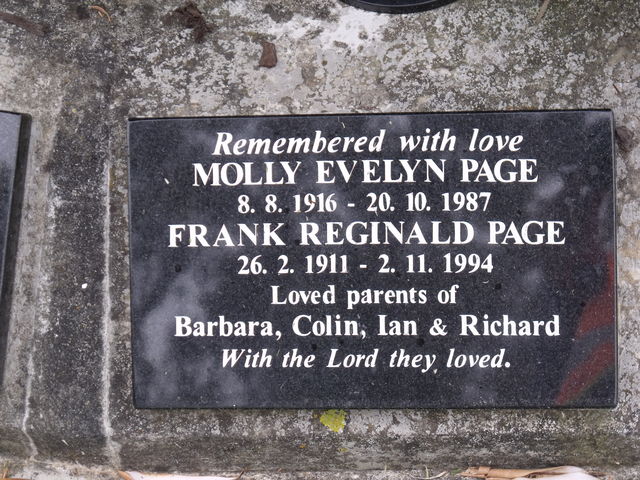 Remembered with love
MOLLY EVELYN PAGE
8. 8. 1916 - 20. 10. 1987
FRANK REGINALD PAGE
26. 2. 1911 - 2. 11. 1994
Loved parents of
Barbara, Colin, Ian & Richard
With the Lord they loved.